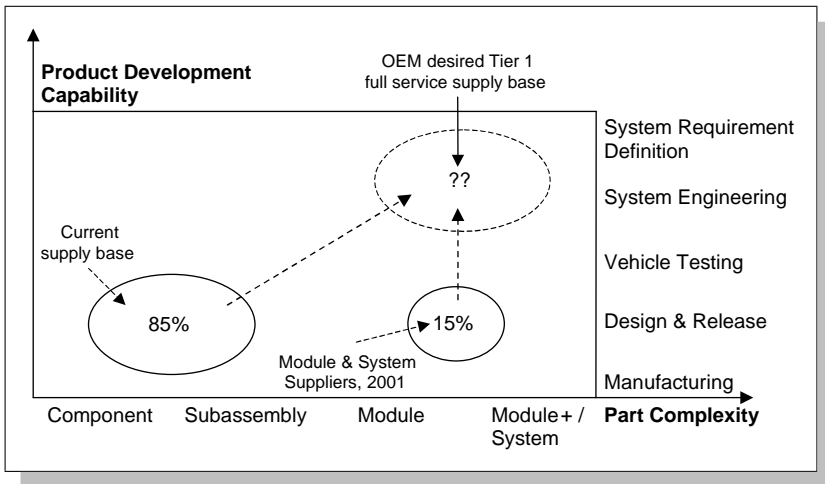 Product Development
Capability
OEM desired Tier 1
full service supply base
??
System Requirement
Definition
System Engineering
Vehicle Testing
Design & Release
Manufacturing
Current
supply base
85%
15%
Module & System
Suppliers, 2001
Component
Subassembly
Module
Module+ /
System
Part Complexity